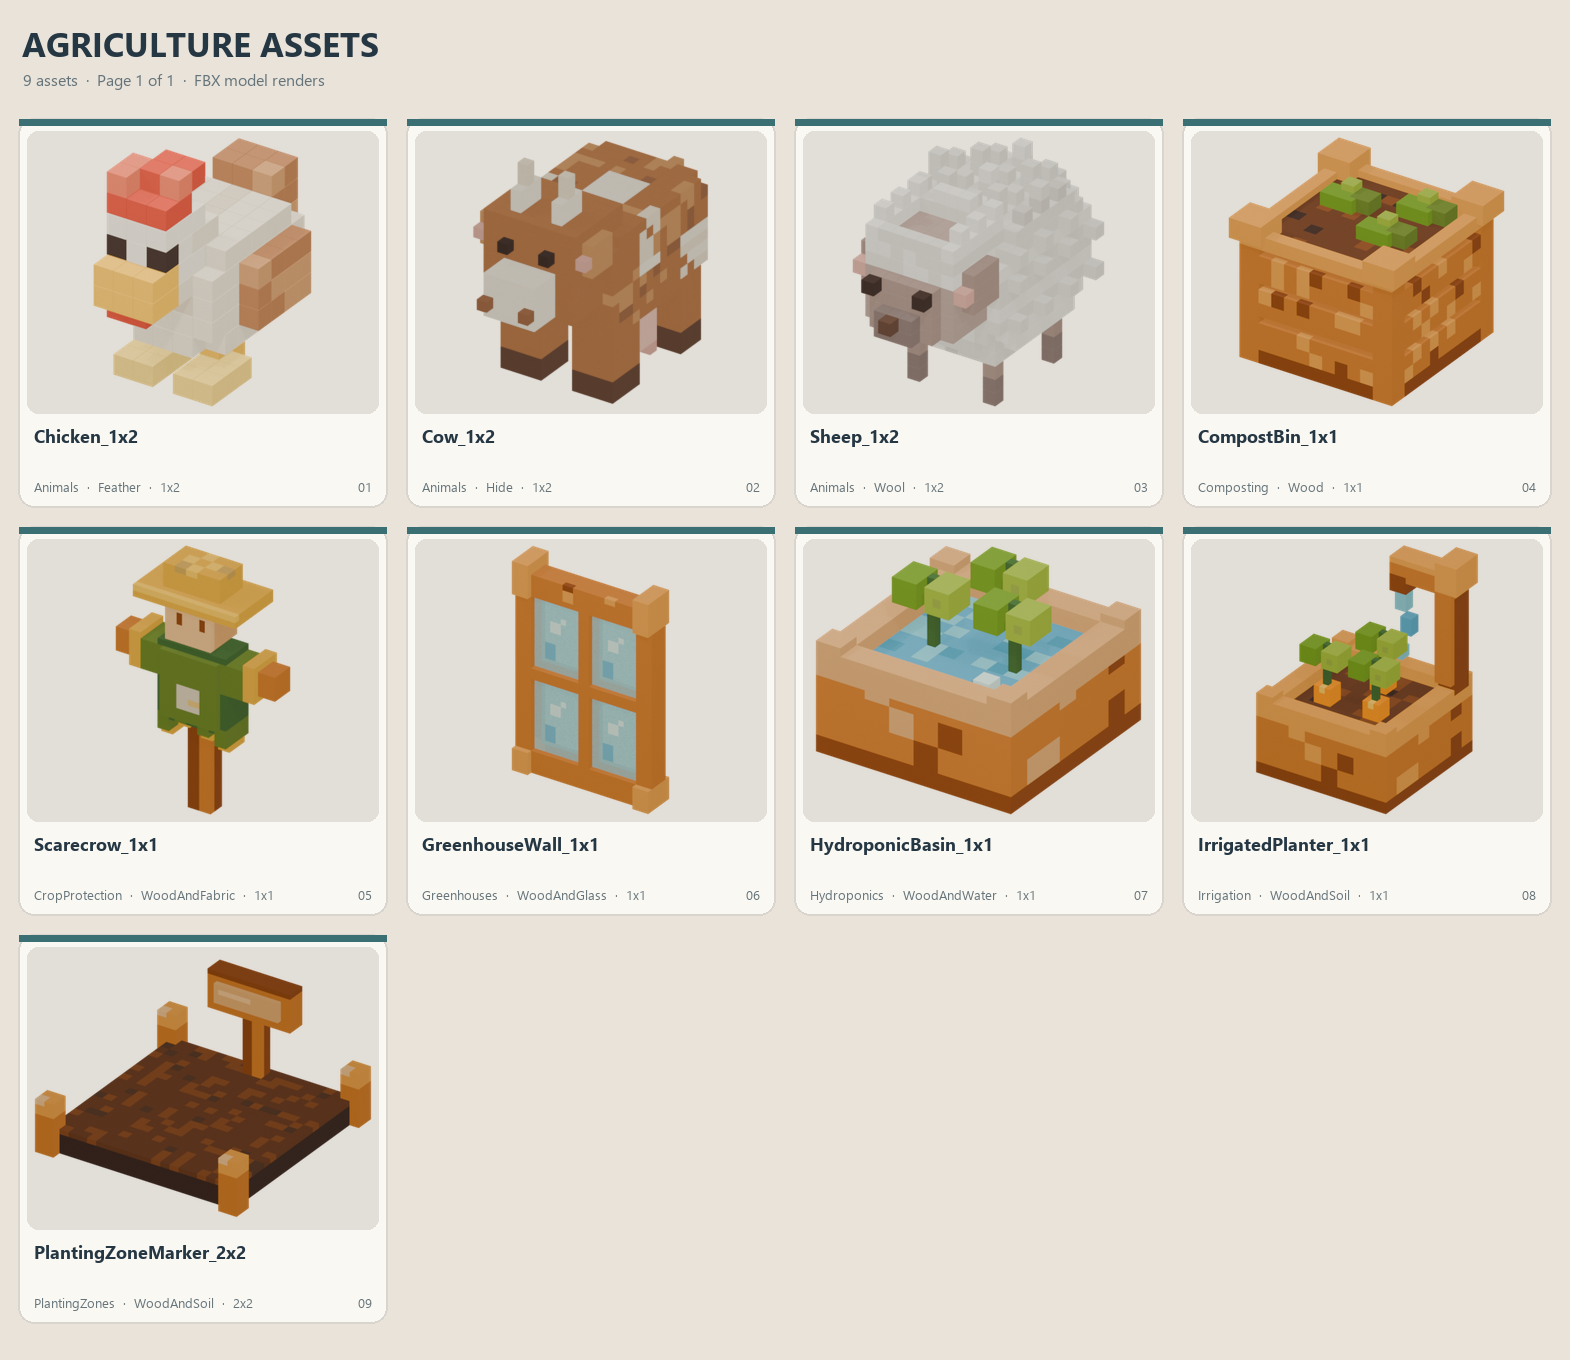 AGRICULTURE ASSETS
9 assets · Page 1 of 1 · FBX model renders
Chicken_1x2
Animals · Feather · 1x2 01
Cow_1x2
Animals · Hide · 1x2 02
Sheep_1x2
Animals · Wool · 1x2 03
CompostBin_1x1
Composting · Wood · 1x1 04
Scarecrow_1x1
CropProtection · WoodAndFabric · 1x1 05
GreenhouseWall_1x1
Greenhouses · WoodAndGlass · 1x1 06
HydroponicBasin_1x1
Hydroponics · WoodAndWater · 1x1 07
IrrigatedPlanter_1x1
Irrigation · WoodAndSoil · 1x1 08
PlantingZoneMarker_2x2
PlantingZones · WoodAndSoil · 2x2 09